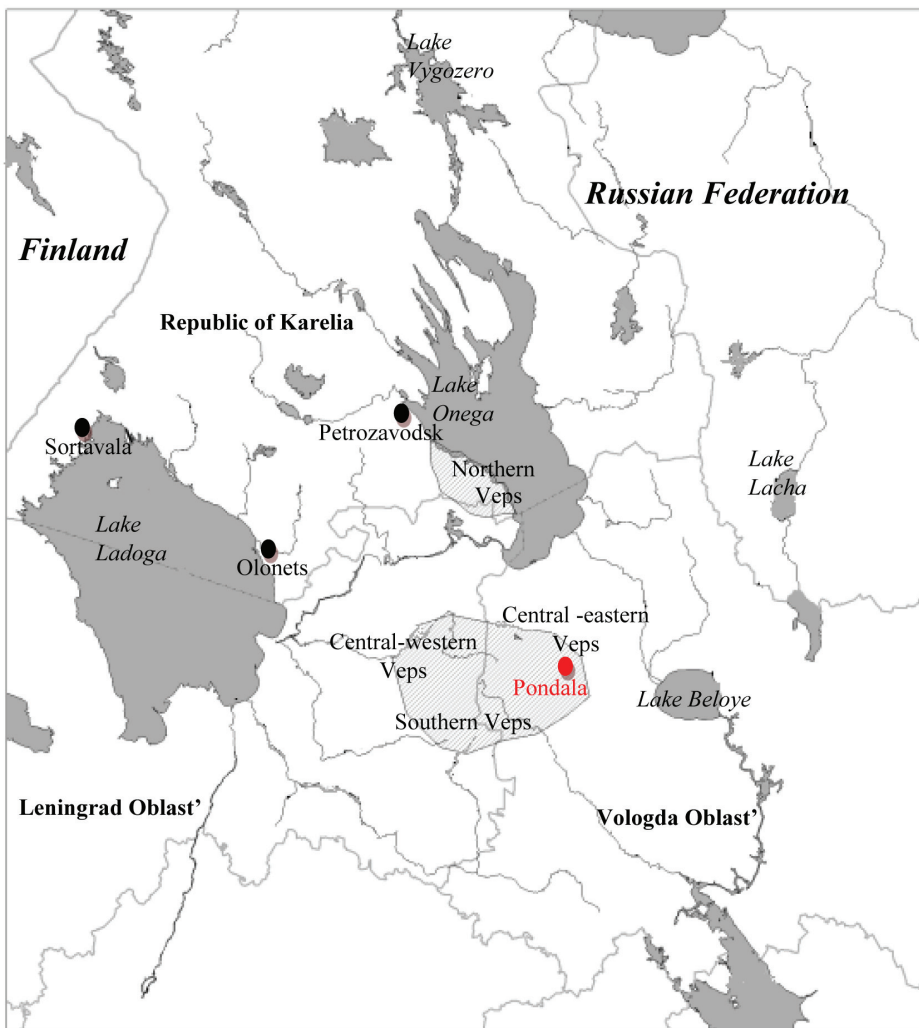 Lake
Vygozero
Russian Federation
Finland
Republic of Karelia
Lake
Onega
Petrozavodsk
Sortavala
Northern
Veps
Lake
Lacha
Lake
Ladoga
Olonets
Central -eastern
Veps
Central-western
Veps
Pondala
Lake Beloye
Southern Veps
Leningrad Oblast’
Vologda Oblast’